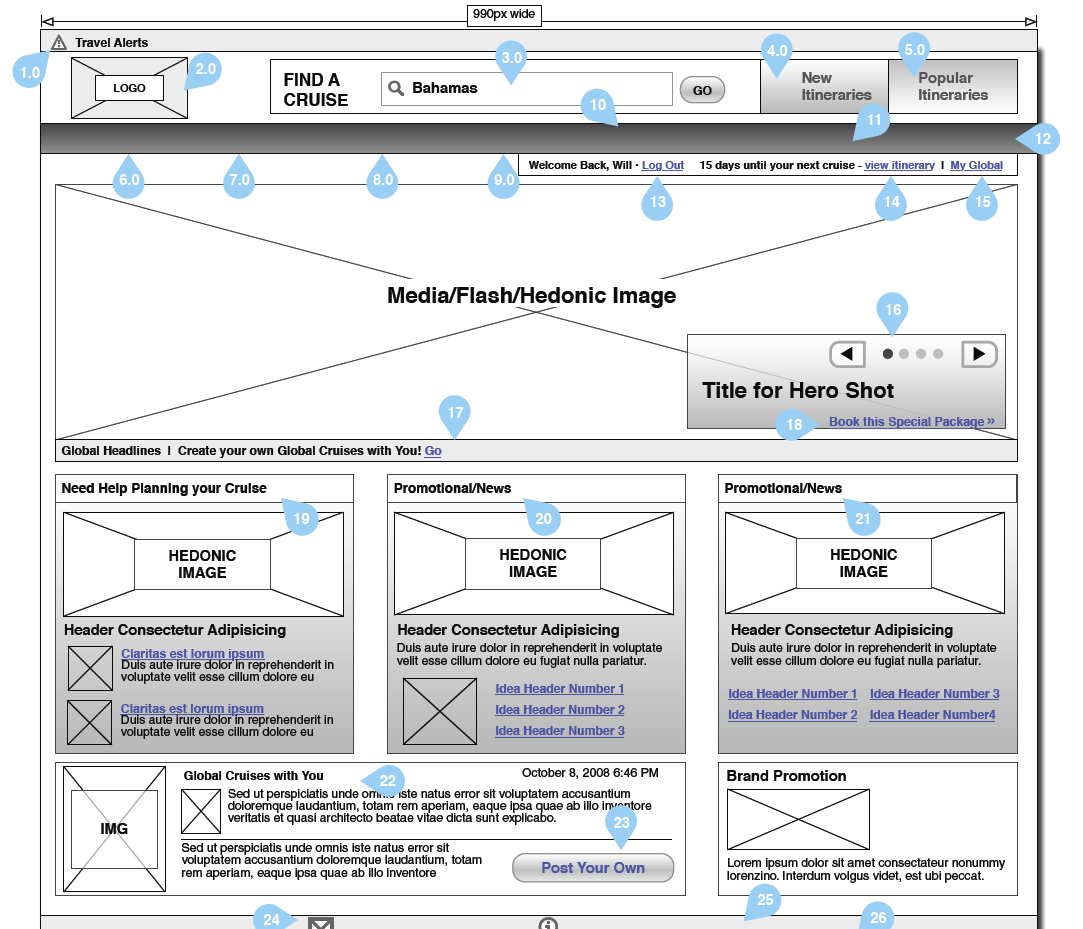 990px wide
Travel Alerts
1.0
2.0
LOGO
FIND A
CRUISE
Bahamas
3.0
GO
4.0
New
Itineraries
5.0
Popular
Itineraries
10
11
12
6.0
7.0
8.0
9.0
Welcome Back, Will • Log Out 15 days until your next cruise - view itinerary I My Global
13
14
15
Media/Flash/Hedonic Image
16
Title for Hero Shot
18
Book this Special Package »
17
Global Headlines I Create your own Global Cruises with You! Go
Need Help Planning your Cruise
19
HEDONIC
IMAGE
Header Consectetur Adipisicing
Claritas est lorum ipsum
Duis aute irure dolor in reprehenderit in
voluptate velit esse cillum dolore eu
Claritas est lorum ipsum
Duis aute irure dolor in reprehenderit in
voluptate velit esse cillum dolore eu
Promotional/News
20
HEDONIC
IMAGE
Header Consectetur Adipisicing
Duis aute irure dolor in reprehenderit in voluptate
velit esse cillum dolore eu fugiat nulla pariatur.
Idea Header Number 1
Idea Header Number 2
Idea Header Number 3
Promotional/News
21
HEDONIC
IMAGE
Header Consectetur Adipisicing
Duis aute irure dolor in reprehenderit in voluptate
velit esse cillum dolore eu fugiat nulla pariatur.
Idea Header Number 1 Idea Header Number 3
Idea Header Number 2 Idea Header Number4
IMG
Global Cruises with You
22
October 8, 2008 6:46 PM
Sed ut perspiciatis unde omnis iste natus error sit voluptatem accusantium
doloremque laudantium, totam rem aperiam, eaque ipsa quae ab illo inventore
veritatis et quasi architecto beatae vitae dicta sunt explicabo.
23
Sed ut perspiciatis unde omnis iste natus error sit
voluptatem accusantium doloremque laudantium, totam
rem aperiam, eaque ipsa quae ab illo inventore
Post Your Own
Brand Promotion
Lorem ipsum dolor sit amet consectateur nonummy
lorenzino. Interdum volgus videt, est ubi peccat.
24
25
26